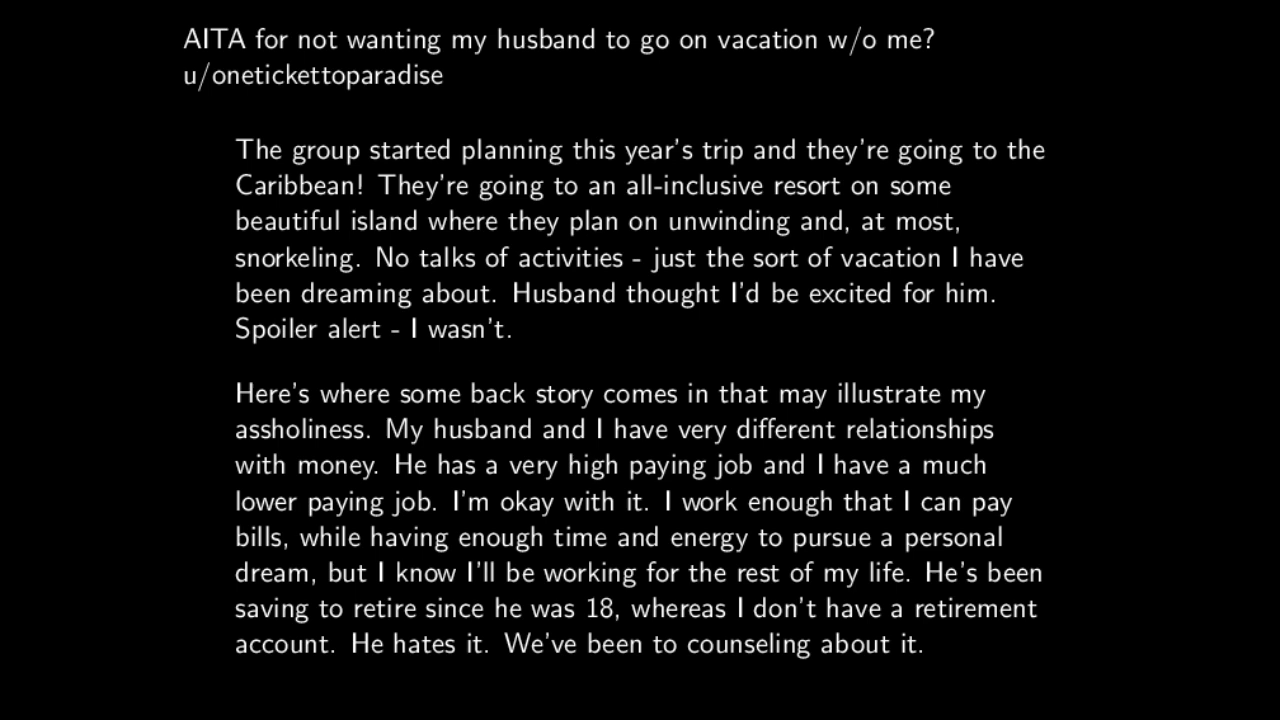 AITA for not wanting my husband to go on vacation w/o me?
u/onetickettoparadise
The group started planning this year's trip and they're going to the
Caribbean! They're going to an all-inclusive resort on some
beautiful island where they plan on unwinding and, at most,
snorkeling. No talks of activities - just the sort of vacation I have
been dreaming about. Husband thought I'd be excited for him.
Spoiler alert - I wasn't.
Here's where some back story comes in that may illustrate my
assholiness. My husband and I have very different relationships
with money. He has a very high paying job and I have a much
lower paying job. I'm okay with it. I work enough that I can pay
bills, while having enough time and energy to pursue a personal
dream, but I know I'll be working for the rest of my life. He's been
saving to retire since he was 18, whereas I don't have a retirement
account. He hates it. We've been to counseling about it.